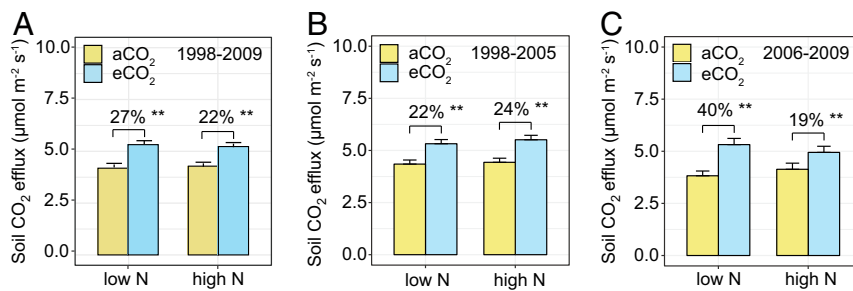 A
Soil CO2 efflux (µmol m−2 s−1)
10.0
7.5
5.0
2.5
0.0
aCO2 1998-2009
eCO2
27% ** 22% **
low N high N
B
Soil CO2 efflux (µmol m−2 s−1)
10.0
7.5
5.0
2.5
0.0
aCO2 1998-2005
eCO2
22% ** 24% **
low N high N
C
Soil CO2 efflux (µmol m−2 s−1)
10.0
7.5
5.0
2.5
0.0
aCO2 2006-2009
eCO2
40% ** 19% **
low N high N